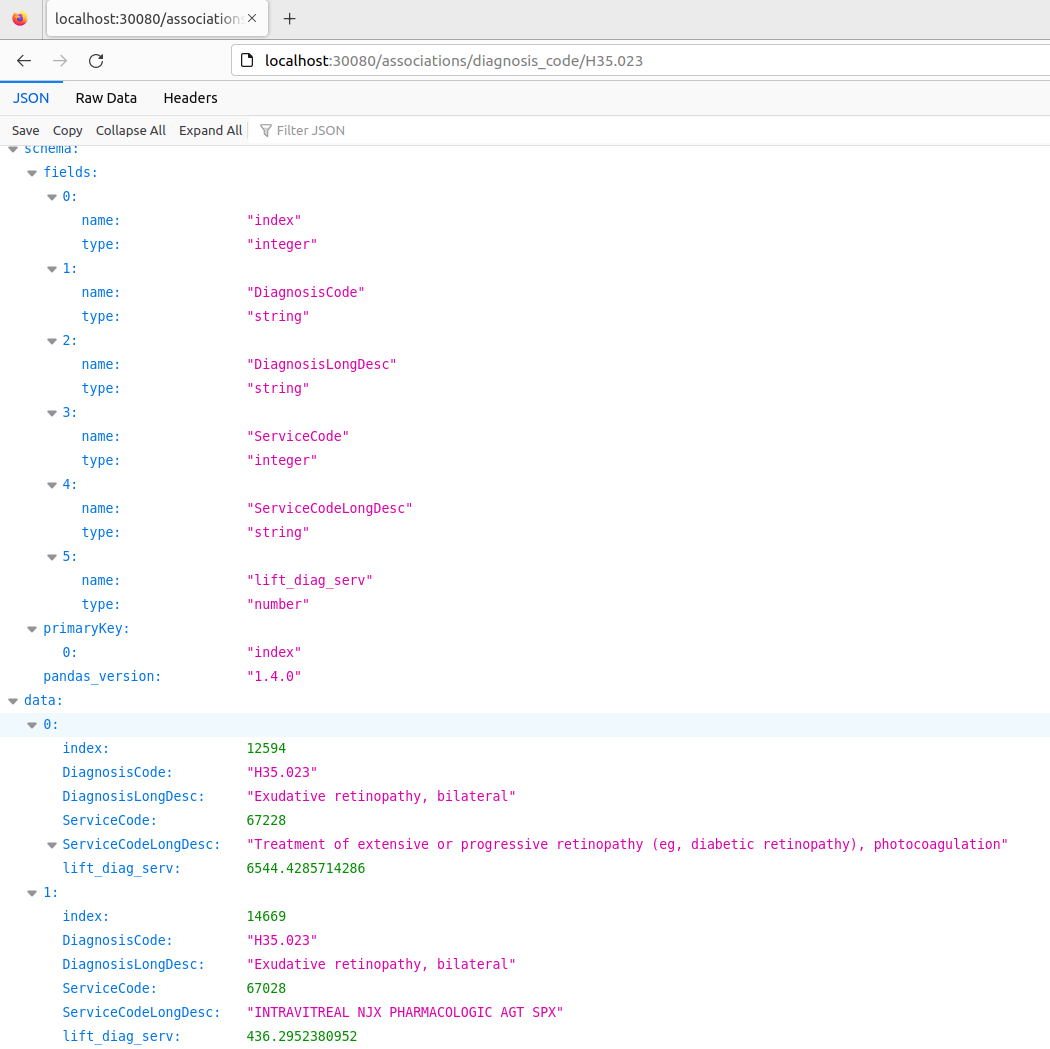 localhost:30080/association
localhost:30080/associations/diagnosis_code/H35.023
JSON Raw Data Headers
Save Copy Collapse All Expand All Filter JSON
schema:
fields:
0:
name: "index"
type: "integer"
1:
name: "DiagnosisCode"
type: "string"
2:
name: "DiagnosisLongDesc"
type: "string"
3:
name: "ServiceCode"
type: "integer"
4:
name: "ServiceCodeLongDesc"
type: "string"
5:
name: "lift_diag_serv"
type: "number"
primaryKey:
0: "index"
pandas_version: "1.4.0"
data:
0:
index: 12594
DiagnosisCode: "H35.023"
DiagnosisLongDesc: "Exudative retinopathy, bilateral"
ServiceCode: 67228
ServiceCodeLongDesc: "Treatment of extensive or progressive retinopathy (eg, diabetic retinopathy), photocoagulation"
lift_diag_serv: 6544.4285714286
1:
index: 14669
DiagnosisCode: "H35.023"
DiagnosisLongDesc: "Exudative retinopathy, bilateral"
ServiceCode: 67028
ServiceCodeLongDesc: "INTRAVITREAL NJX PHARMACOLOGIC AGT SPX"
lift_diag_serv: 436.2952380952